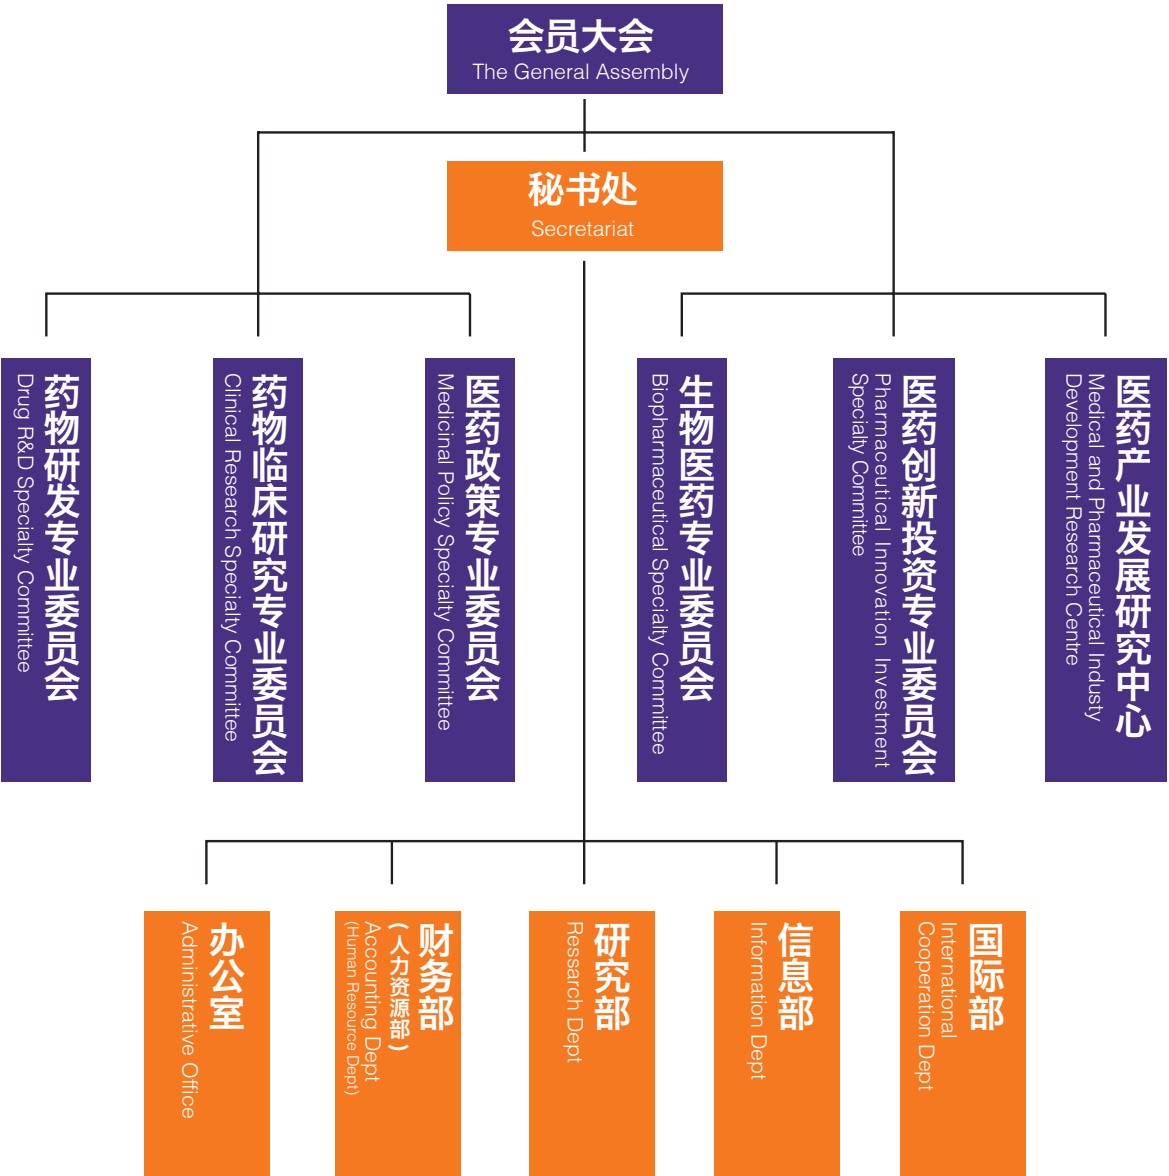 会员大会
The General Assembly
秘书处
Secretariat
药物研发专业委员会
Drug R&D Specialty Committee
药物临床研究专业委员会
Clinical Research Specialty Committee
医药政策专业委员会
Medicinal Policy Specialty Committee
生物医药专业委员会
Biopharmaceutical Specialty Committee
医药创新投资专业委员会
Pharmaceutical Innovation Investment
Specialty Committee
医药产业发展研究中心
Medical and Pharmaceutical Industy
Development Research Centre
办公室
Administrative Office
财务部
(人力资源部)
Accounting Dept
(Human Resource Dept)
研究部
Ressarch Dept
信息部
Information Dept
国际部
International
Cooperation Dept